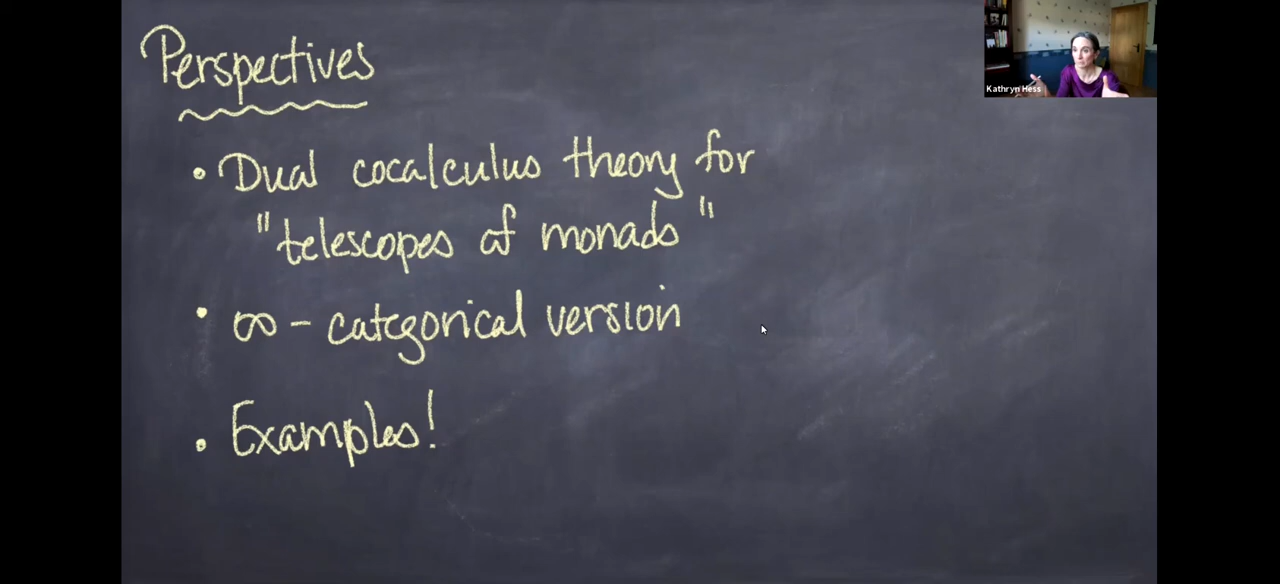 Perspectives
Kathryn Hess
• Dual cocalculus theory for
"telescopes of monads"
• ∞-categorical version
• Examples!